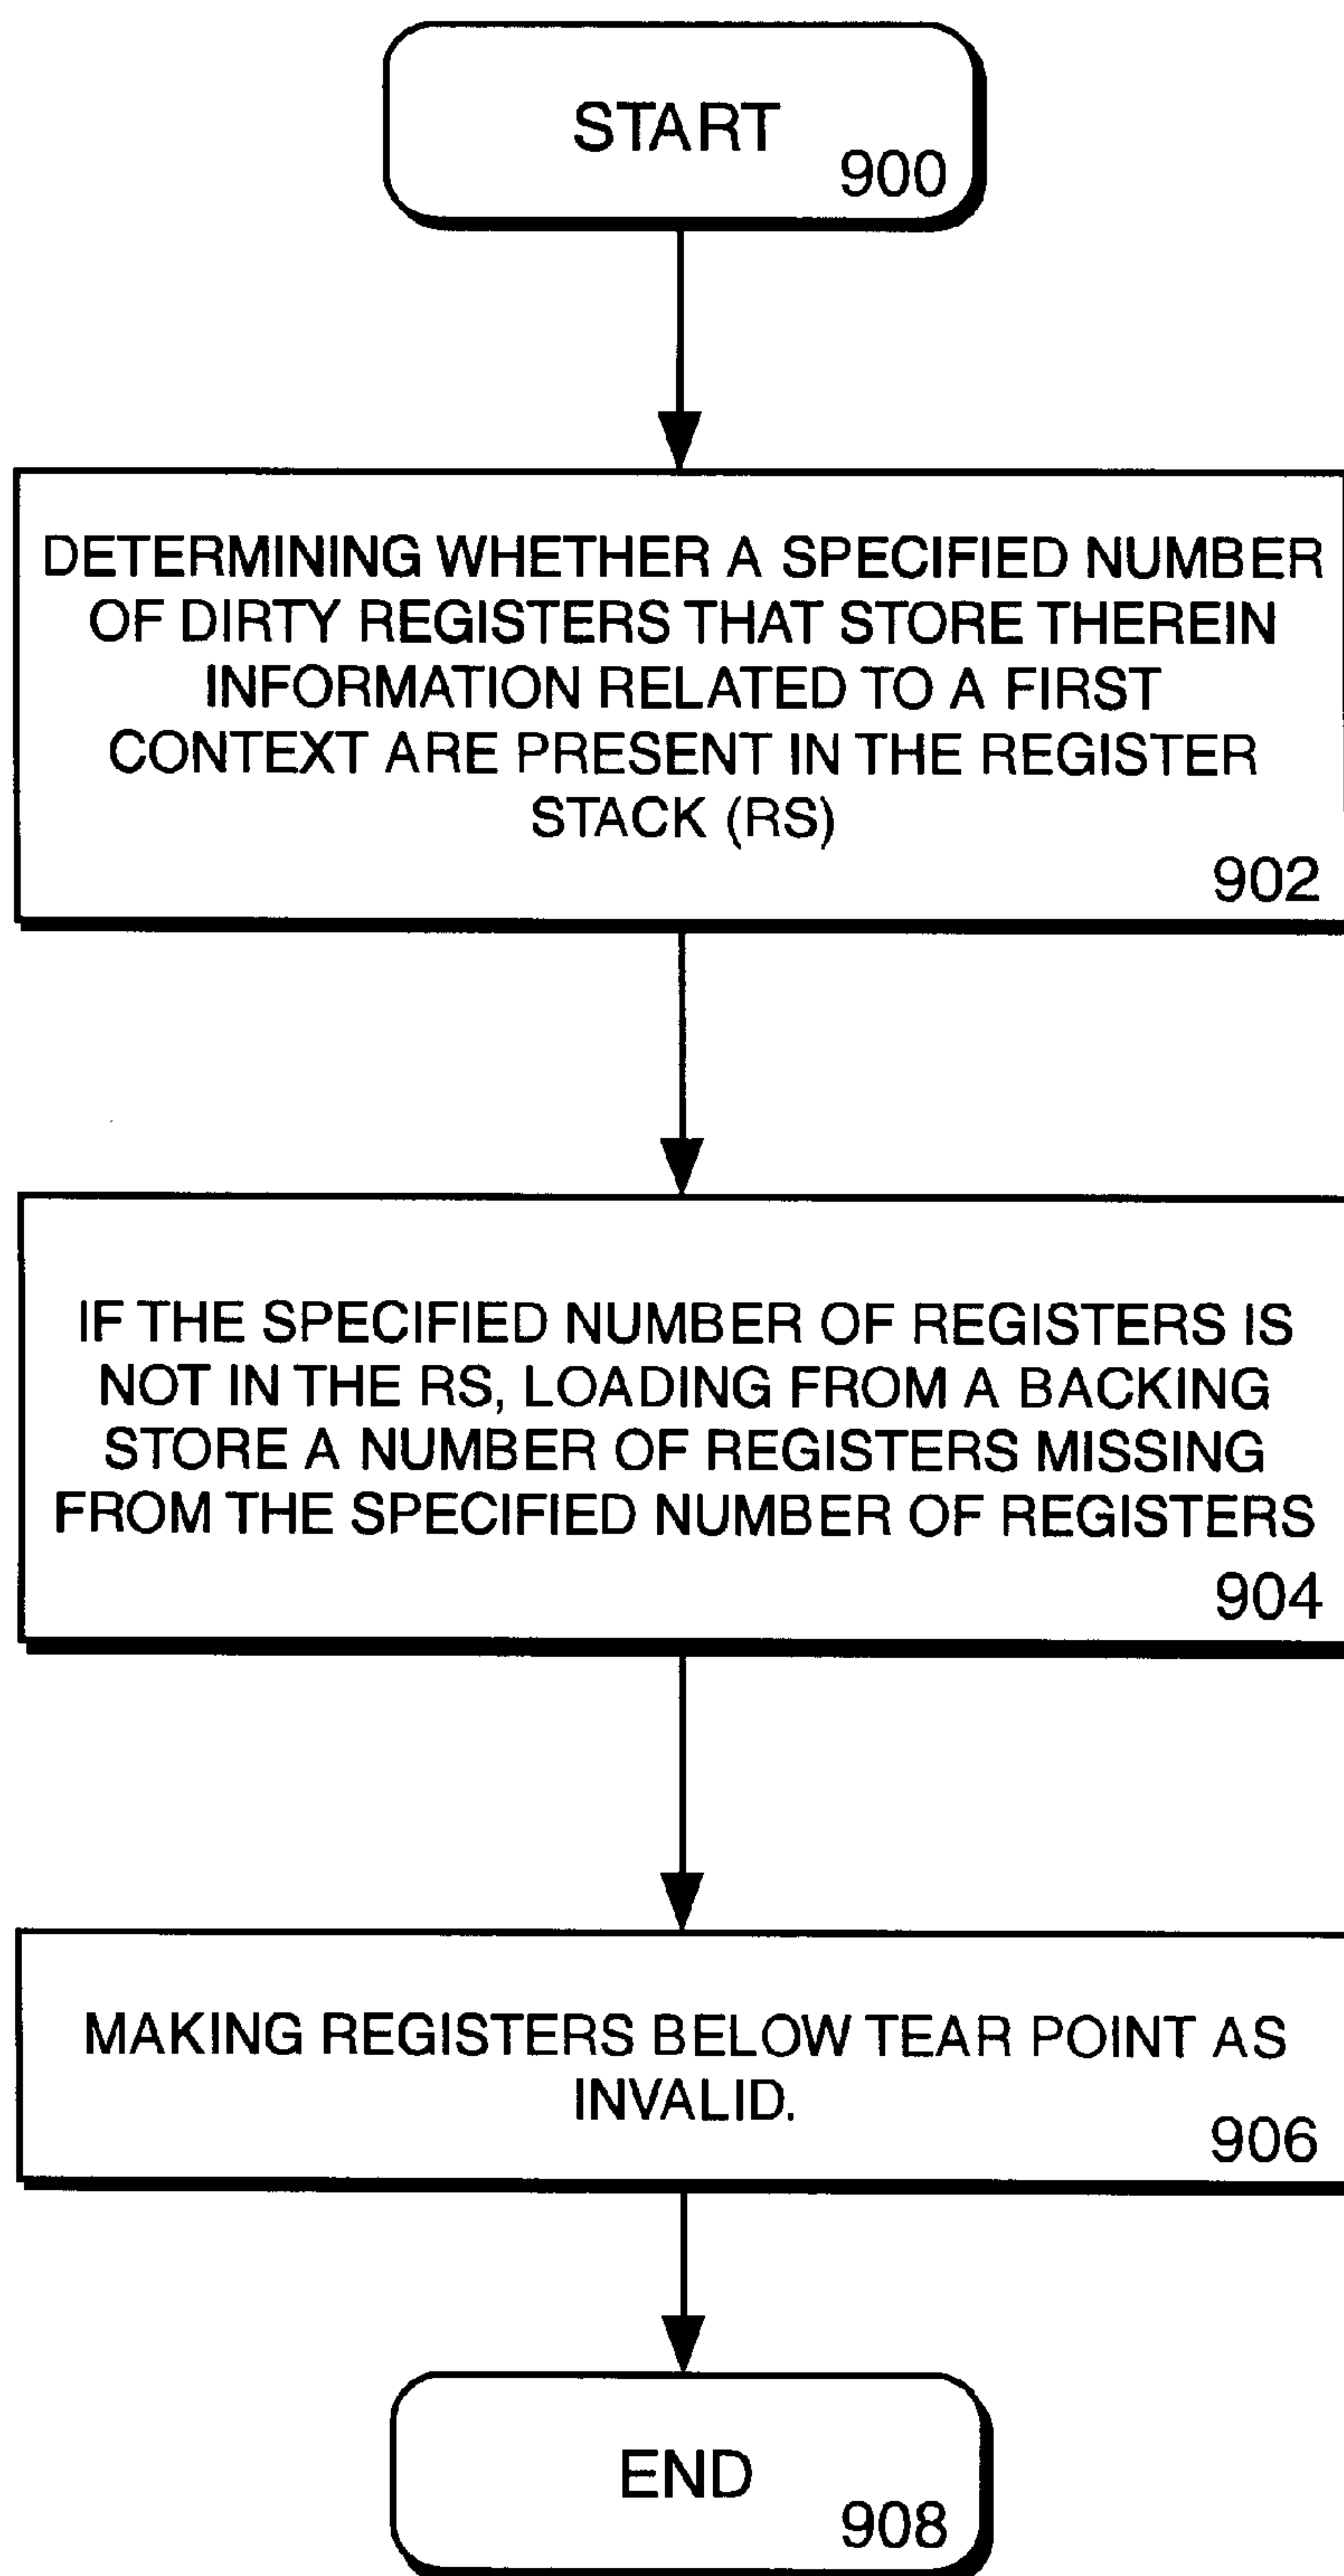 START
900
DETERMINING WHETHER A SPECIFIED NUMBER
OF DIRTY REGISTERS THAT STORE THEREIN
INFORMATION RELATED TO A FIRST
CONTEXT ARE PRESENT IN THE REGISTER
STACK (RS)
902
IF THE SPECIFIED NUMBER OF REGISTERS IS
NOT IN THE RS, LOADING FROM A BACKING
STORE A NUMBER OF REGISTERS MISSING
FROM THE SPECIFIED NUMBER OF REGISTERS
904
MAKING REGISTERS BELOW TEAR POINT AS
INVALID.
906
END
908